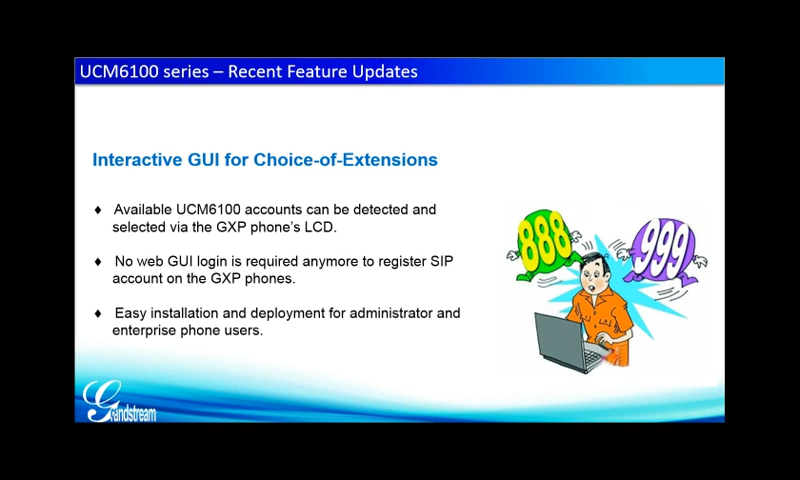 UCM6100 series – Recent Feature Updates
Interactive GUI for Choice-of-Extensions
♦ Available UCM6100 accounts can be detected and
selected via the GXP phone's LCD.
♦ No web GUI login is required anymore to register SIP
account on the GXP phones.
♦ Easy installation and deployment for administrator and
enterprise phone users.
888
999
Grandstream